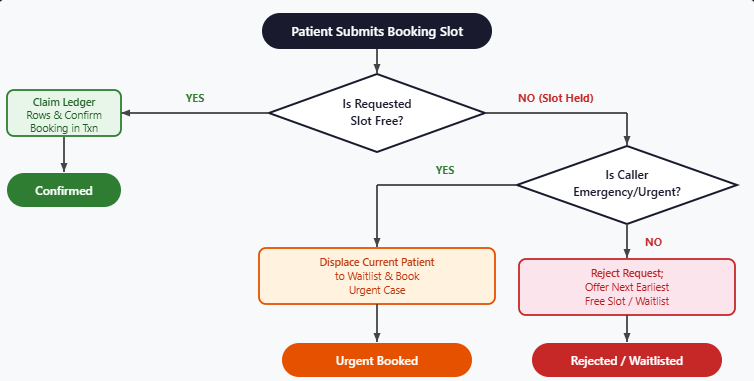 Patient Submits Booking Slot
Is Requested
Slot Free?
YES
NO (Slot Held)
Claim Ledger
Rows & Confirm
Booking in Txn
Confirmed
Is Caller
Emergency/Urgent?
YES
NO
Displace Current Patient
to Waitlist & Book
Urgent Case
Reject Request;
Offer Next Earliest
Free Slot / Waitlist
Urgent Booked
Rejected / Waitlisted